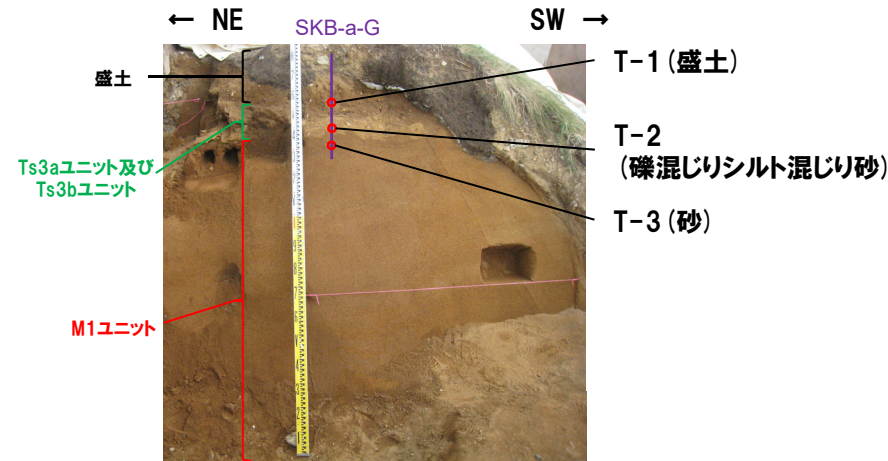 ← NE
SKB-a-G
SW →
盛土
T-1(盛土)
T-2
(礫混じりシルト混じり砂)
Ts3aユニット及び
Ts3bユニット
T-3(砂)
M1ユニット